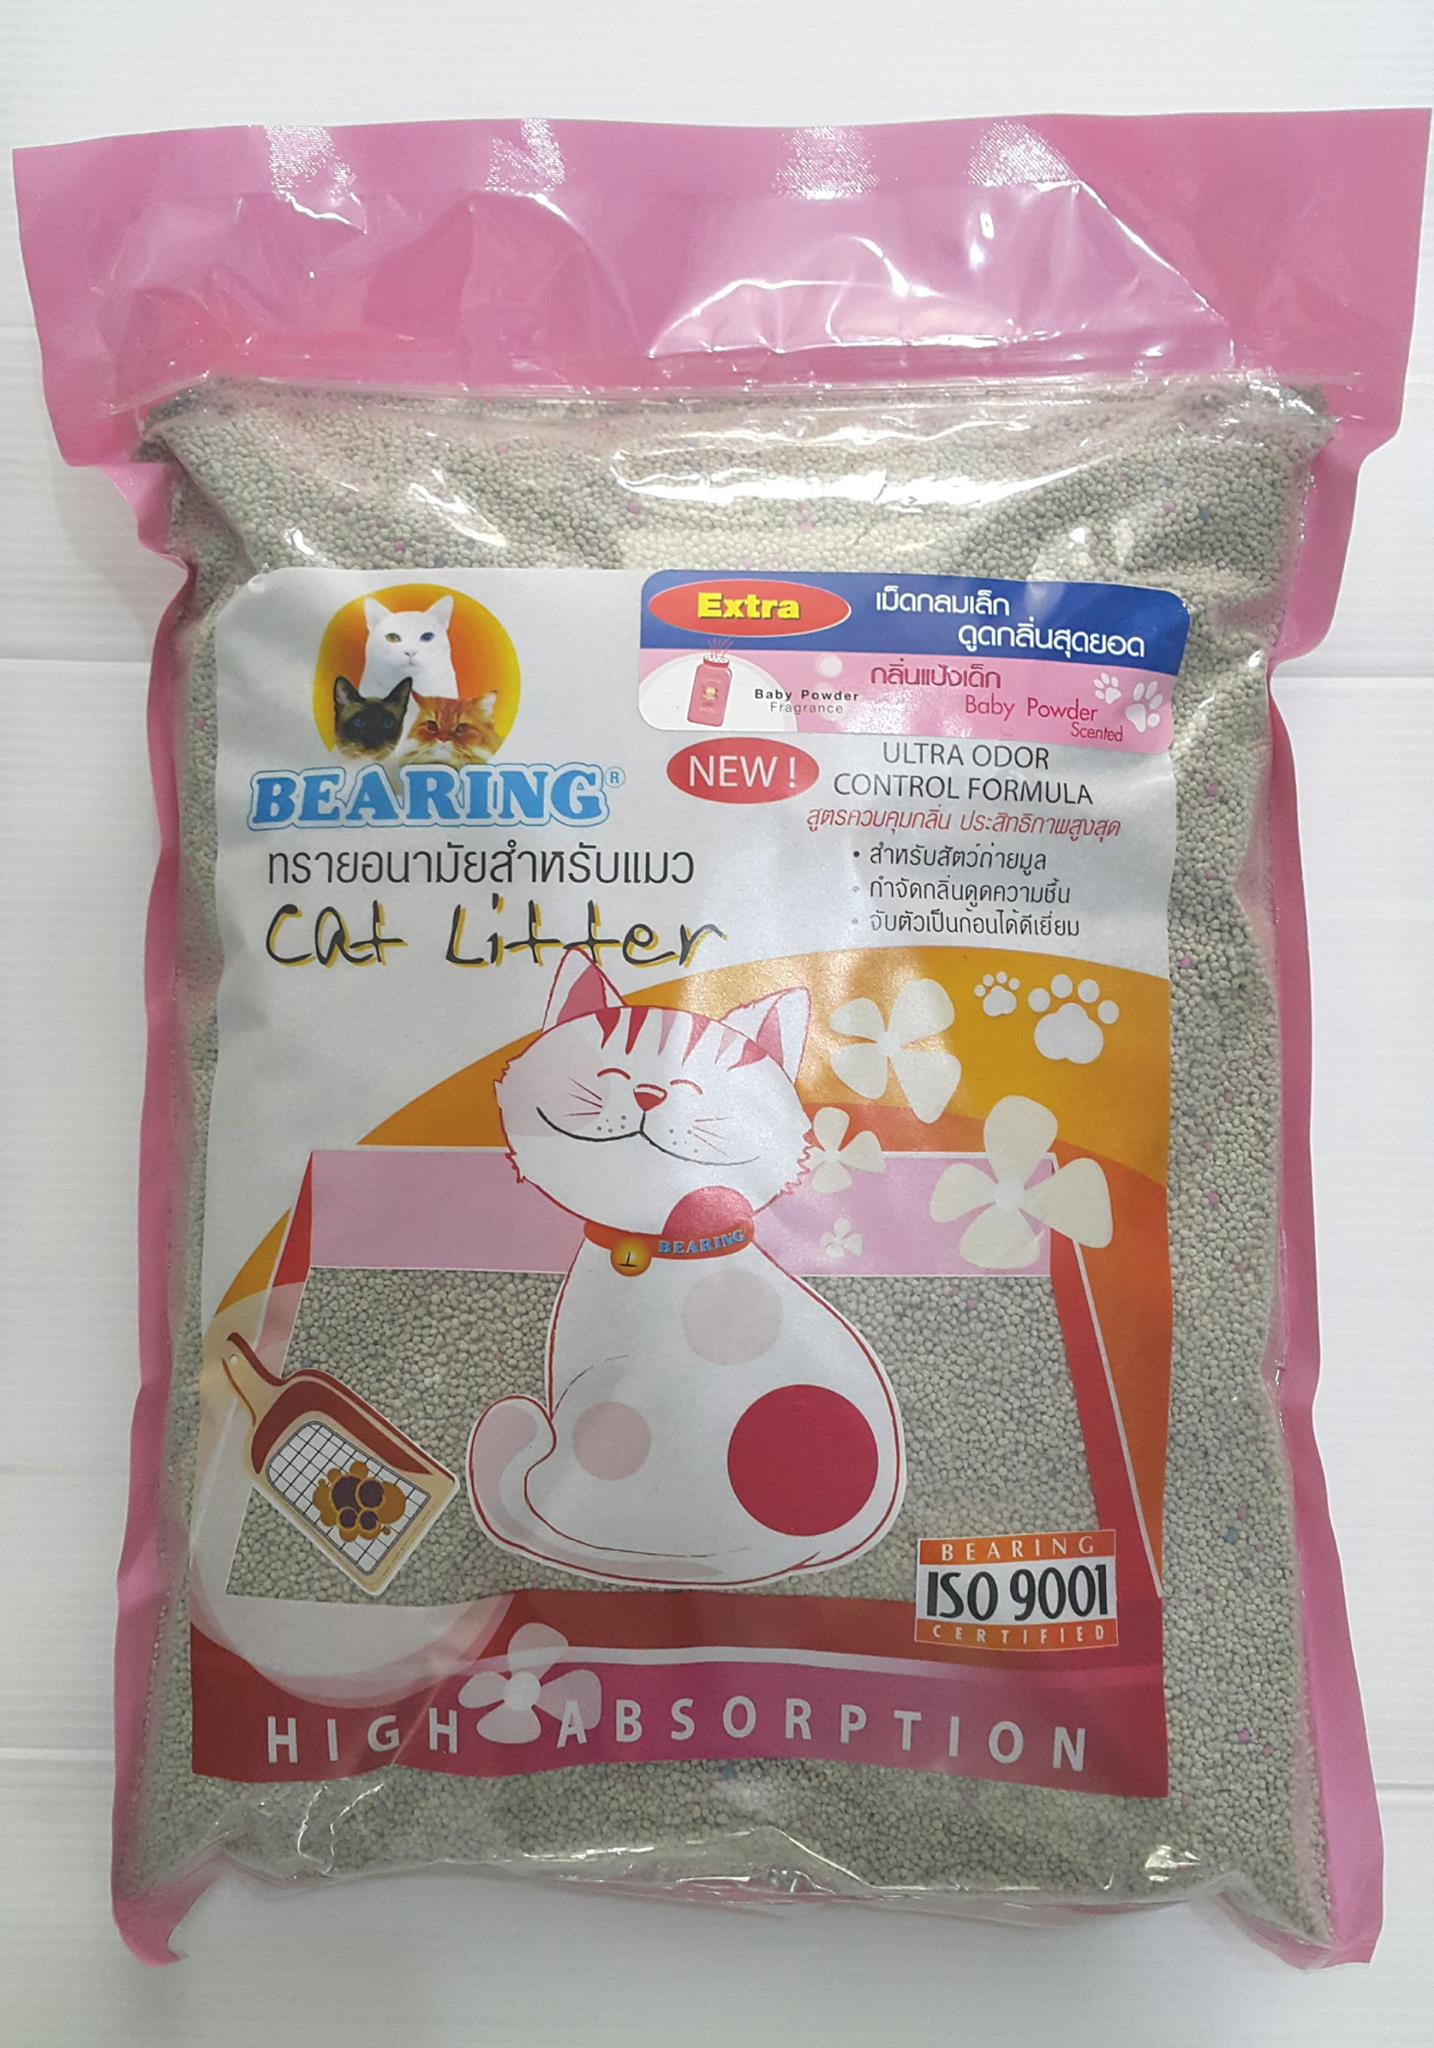 Extra
เม็ดกลมเล็ก
ดูดกลิ่นสุดยอด
Baby Powder
Fragrance
กลิ่นแป้งเด็ก
Baby Powder
Scented
BEARING®
NEW!
ULTRA ODOR
CONTROL FORMULA
สูตรควบคุมกลิ่น ประสิทธิภาพสูงสุด
• สำหรับสัตว์ถ่ายมูล
• กำจัดกลิ่นดูดความชื้น
• จับตัวเป็นก้อนได้ดีเยี่ยม
ทรายอนามัยสำหรับแมว
Cat Litter
BEARING
BEARING
ISO 9001
CERTIFIED
HIGH ABSORPTION